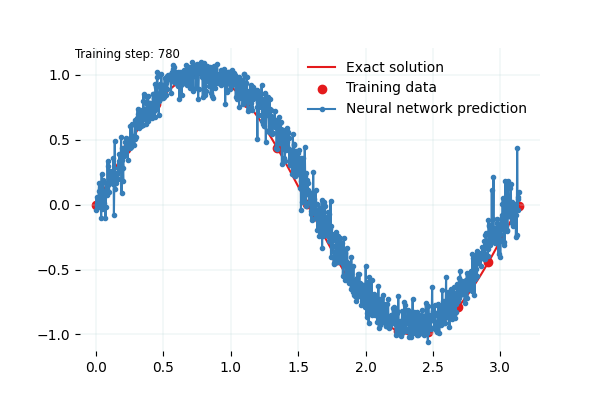 Training step: 780
Exact solution
Training data
Neural network prediction
1.0
0.5
0.0
−0.5
−1.0
0.0 0.5 1.0 1.5 2.0 2.5 3.0